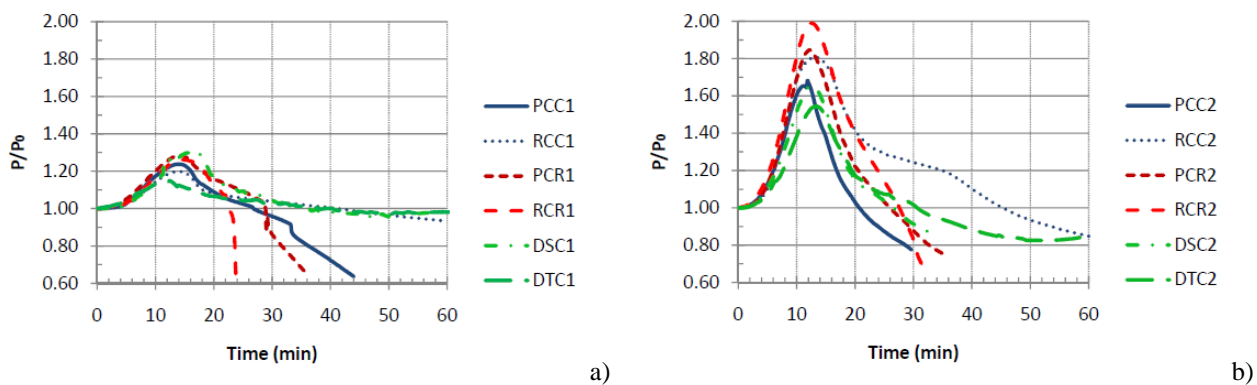 2.00
1.80
1.60
1.40
1.20
1.00
0.80
0.60
P/P₀
0 10 20 30 40 50 60
Time (min)
PCC1
RCC1
PCR1
RCR1
DSC1
DTC1
a)
2.00
1.80
1.60
1.40
1.20
1.00
0.80
0.60
P/P₀
0 10 20 30 40 50 60
Time (min)
PCC2
RCC2
PCR2
RCR2
DSC2
DTC2
b)